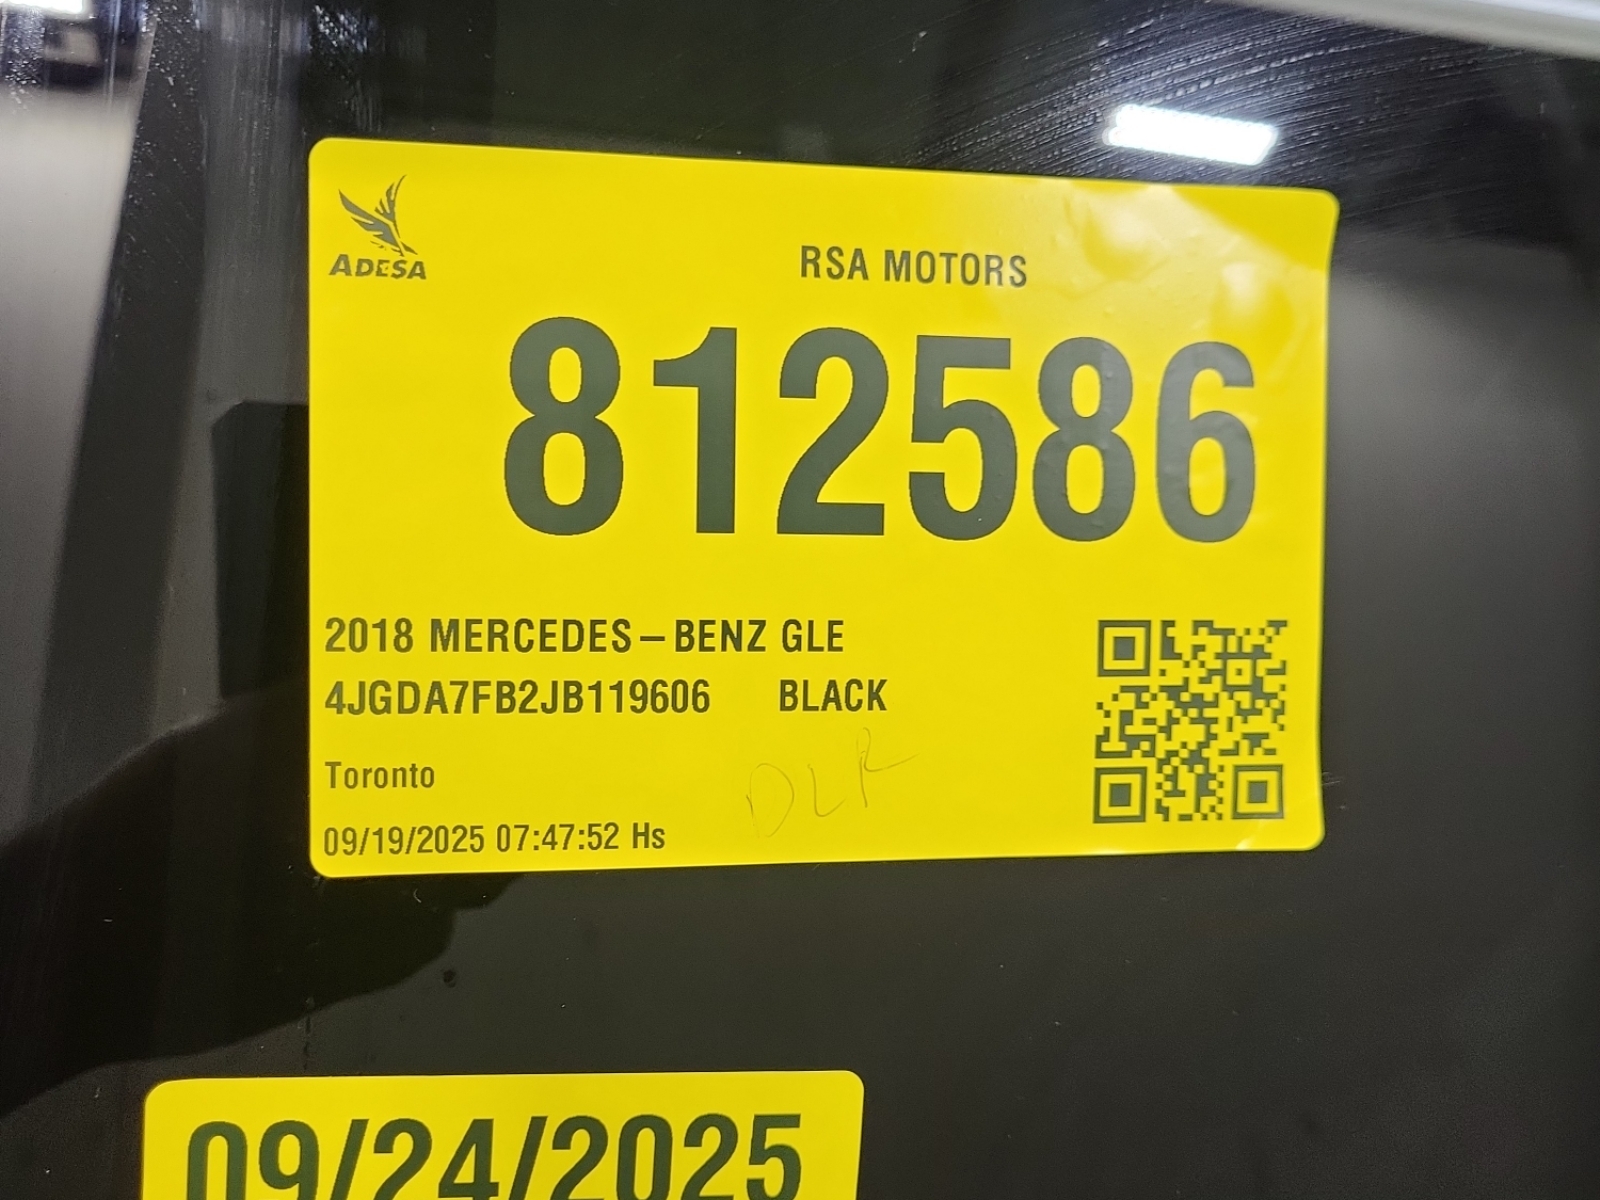 ADESA
RSA MOTORS
812586
2018 MERCEDES-BENZ GLE
4JGDA7FB2JB119606 BLACK
Toronto
DLR
09/19/2025 07:47:52 Hs
09/24/2025